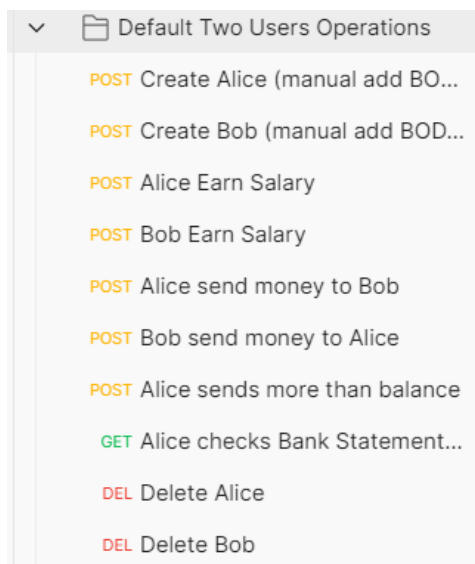 Default Two Users Operations
POST Create Alice (manual add BO...
POST Create Bob (manual add BOD...
POST Alice Earn Salary
POST Bob Earn Salary
POST Alice send money to Bob
POST Bob send money to Alice
POST Alice sends more than balance
GET Alice checks Bank Statement...
DEL Delete Alice
DEL Delete Bob